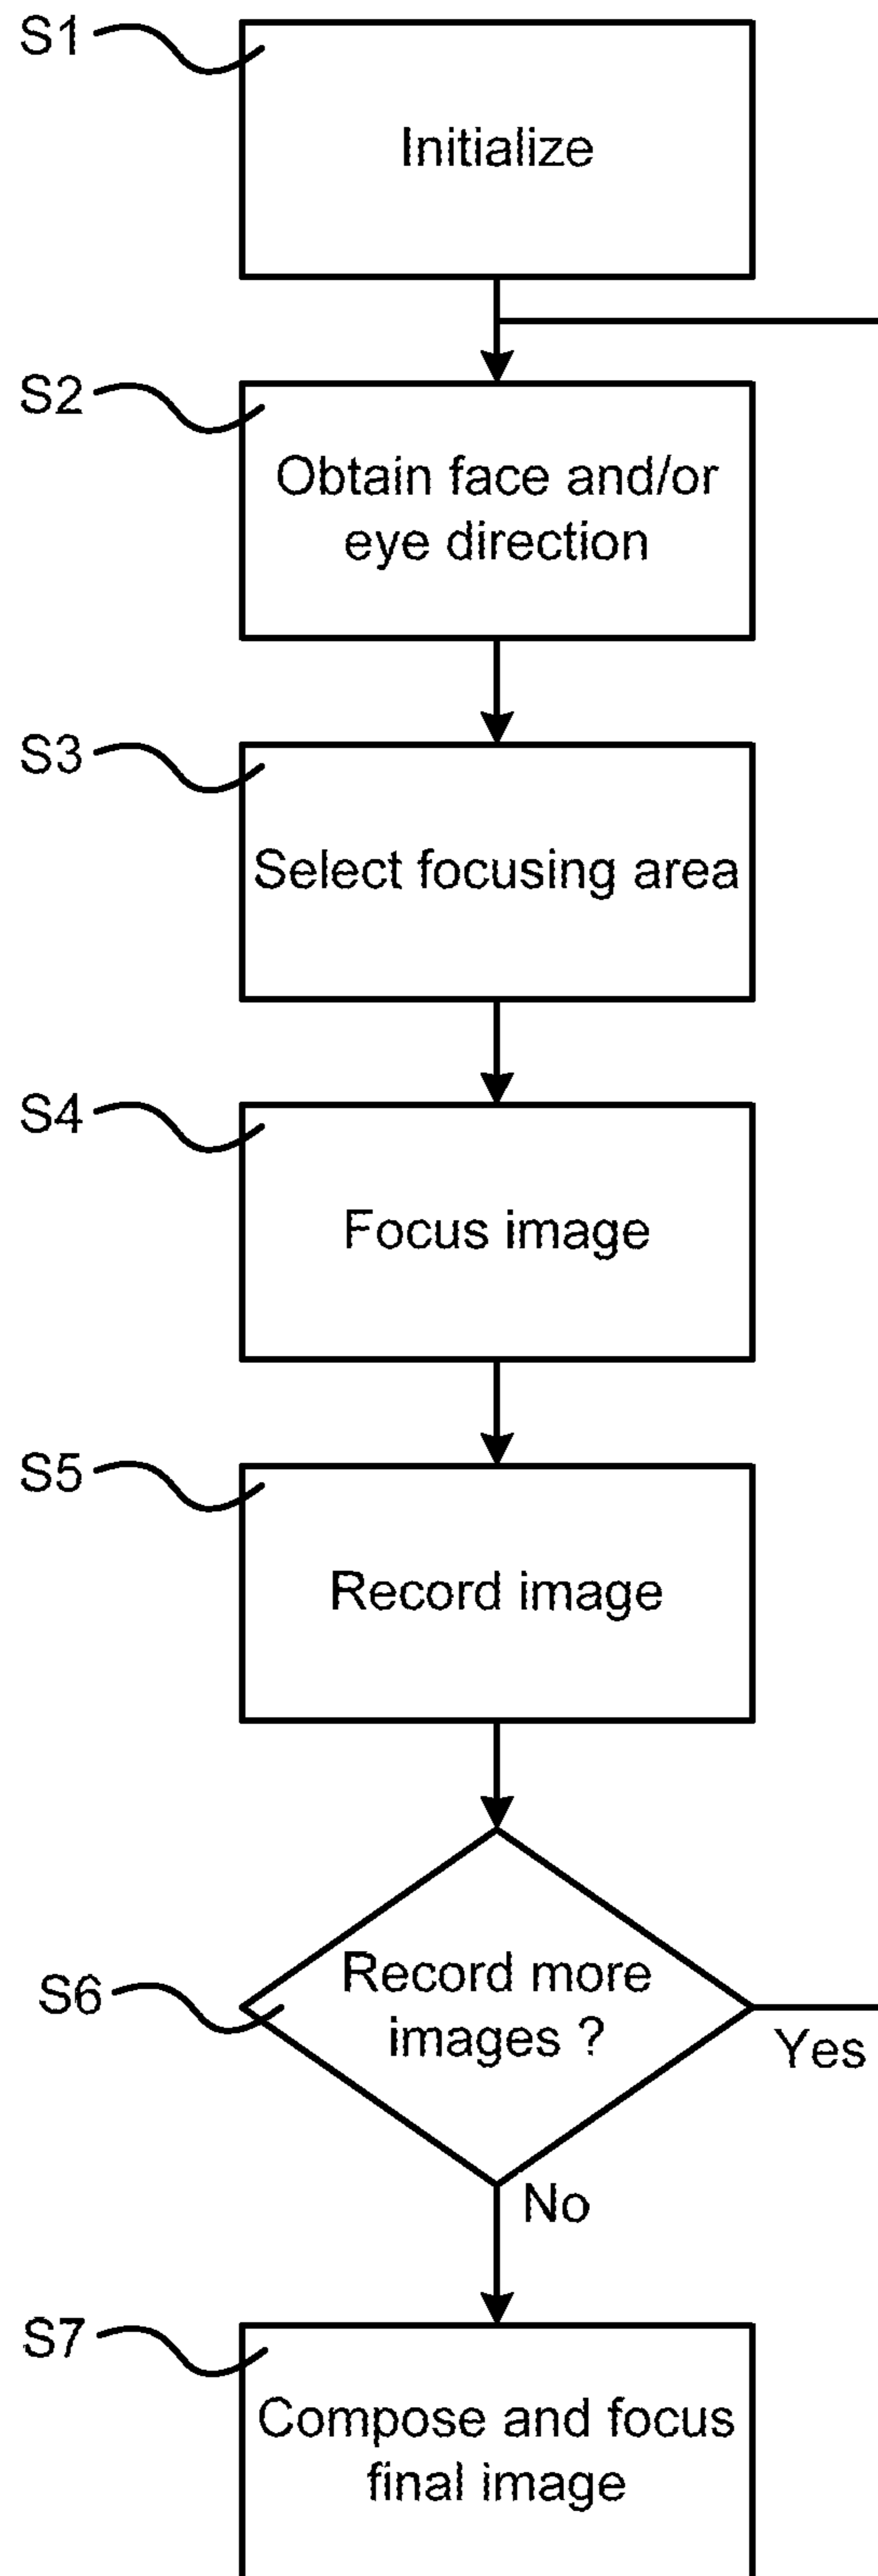 S1
Initialize
S2
Obtain face and/or
eye direction
S3
Select focusing area
S4
Focus image
S5
Record image
S6
Record more
images ?
Yes
No
S7
Compose and focus
final image